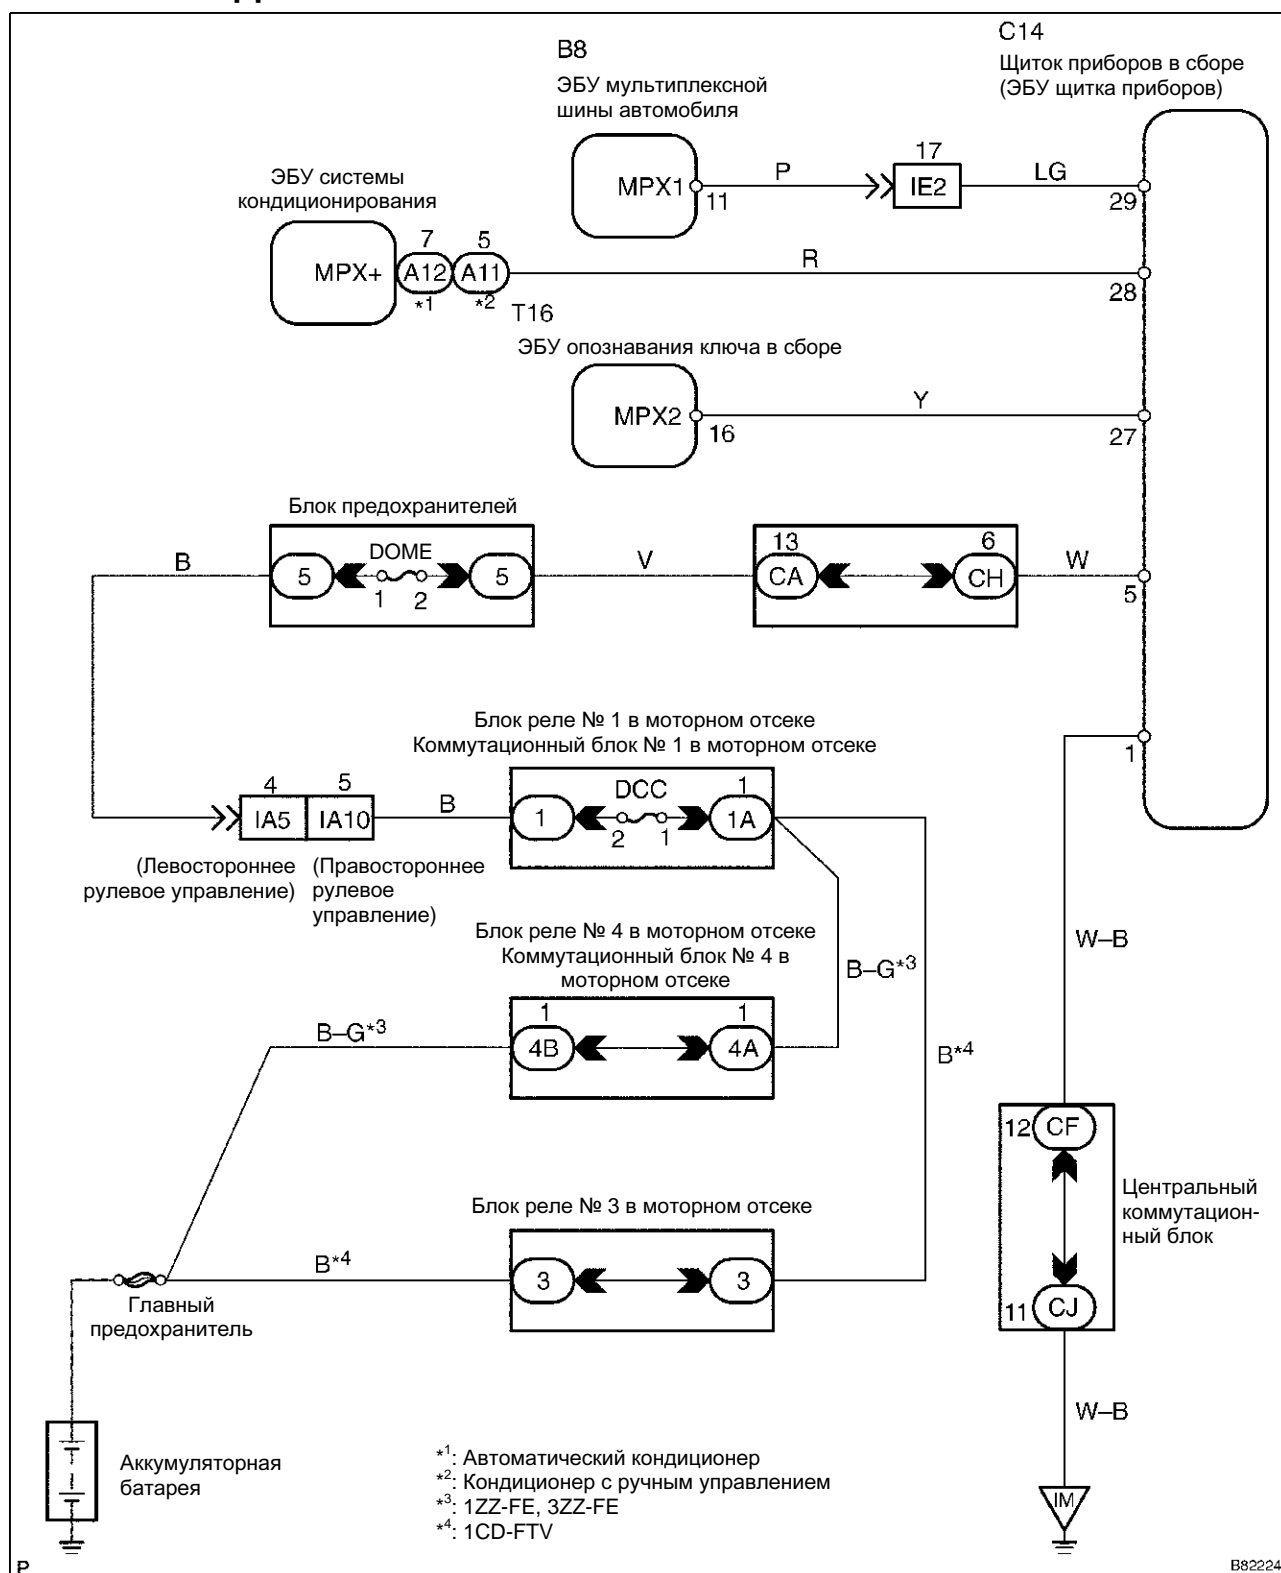 C14
Щиток приборов в сборе
(ЭБУ щитка приборов)
B8
ЭБУ мультиплексной
шины автомобиля
MPX1
11
P
17
IE2
LG
29
ЭБУ системы
кондиционирования
MPX+
7
A12
*1
5
A11
*2
T16
R
28
ЭБУ опознавания ключа в сборе
MPX2
16
Y
27
Блок предохранителей
B
5
DOME
1 2
5
V
13
CA
6
CH
W
5
1
Блок реле № 1 в моторном отсеке
Коммутационный блок № 1 в моторном отсеке
4
IA5
5
IA10
B
1
DCC
2 1
1
1A
(Левостороннее
рулевое управление)
(Правостороннее
рулевое
управление)
Блок реле № 4 в моторном отсеке
Коммутационный блок № 4 в
моторном отсеке
B–G*3
1
4B
1
4A
B–G*3
B*4
W–B
12
CF
11
CJ
Центральный
коммутацион-
ный блок
Блок реле № 3 в моторном отсеке
B*4
3
3
Главный
предохранитель
W–B
IM
Аккумуляторная
батарея
*1: Автоматический кондиционер
*2: Кондиционер с ручным управлением
*3: 1ZZ-FE, 3ZZ-FE
*4: 1CD-FTV
P
B82224